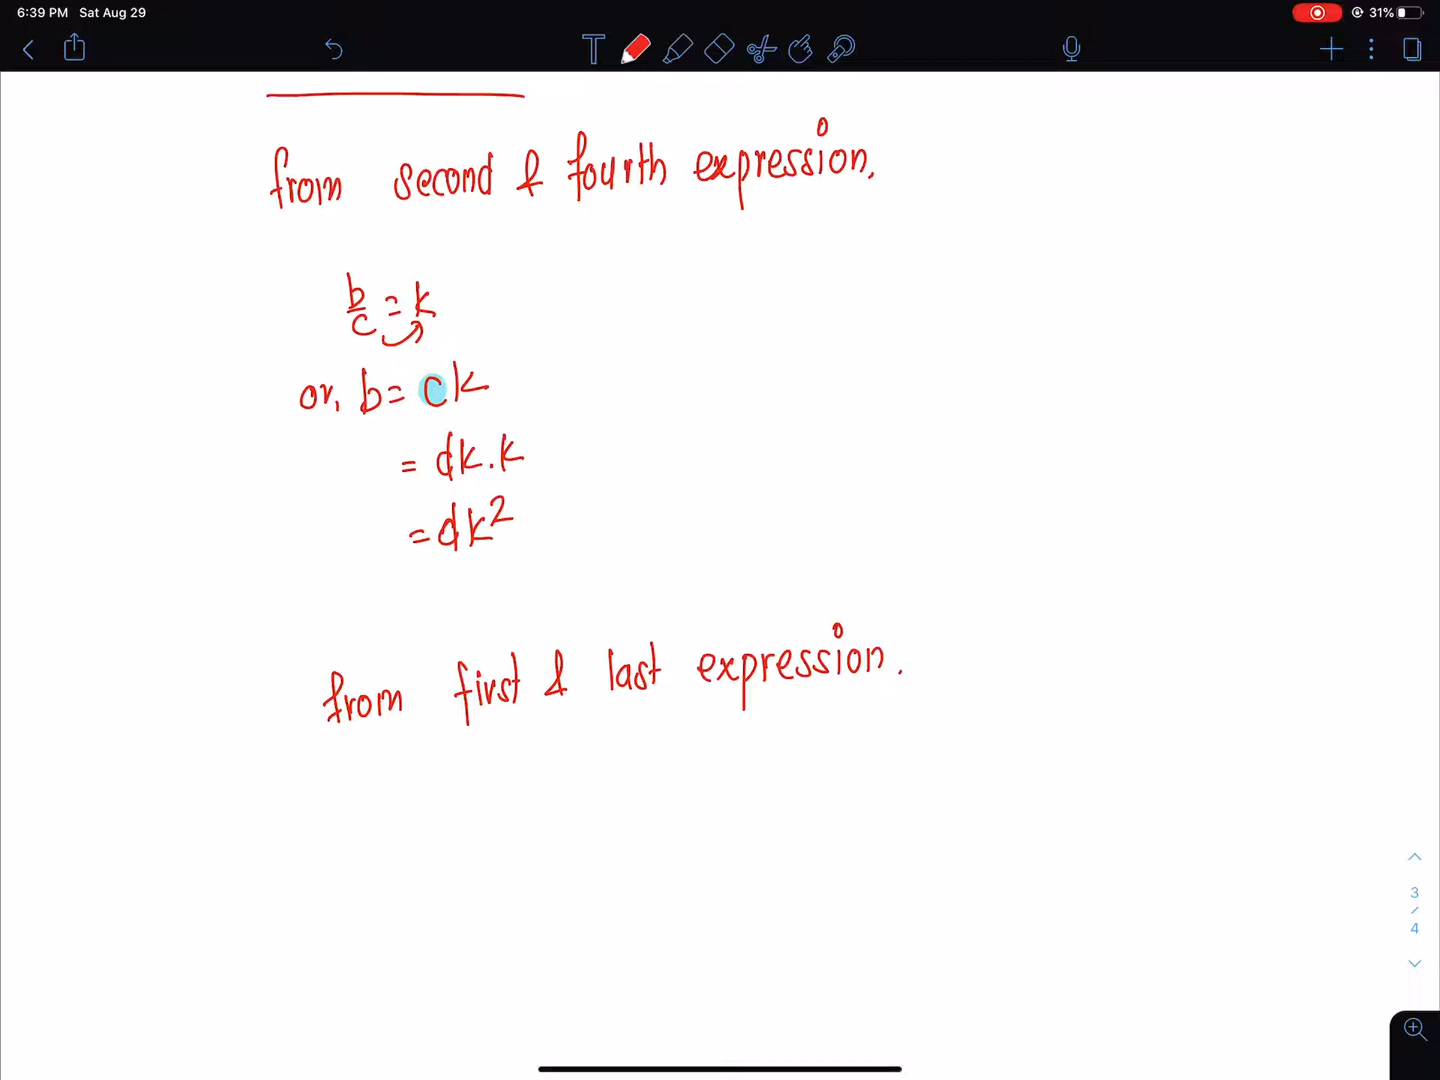 6:39 PM Sat Aug 29
31%
T
from second & fourth expression.
b/c = k
or, b = ck
= dk.k
= dk²
from first & last expression.
3
/
4